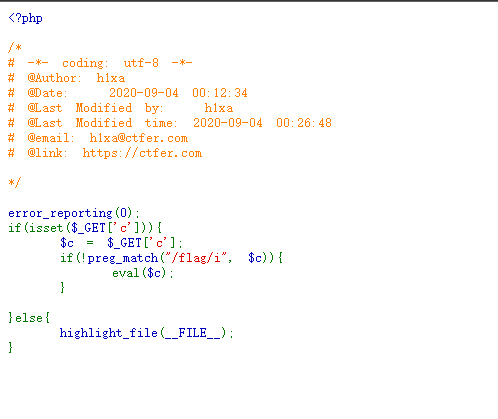 <?php
/*
# -*- coding: utf-8 -*-
# @Author: h1xa
# @Date:   2020-09-04 00:12:34
# @Last Modified by:   h1xa
# @Last Modified time: 2020-09-04 00:26:48
# @email: h1xa@ctfer.com
# @link: https://ctfer.com
*/
error_reporting(0);
if(isset($_GET['c'])){
    $c = $_GET['c'];
    if(!preg_match("/flag/i", $c)){
        eval($c);
    }
}else{
    highlight_file(__FILE__);
}